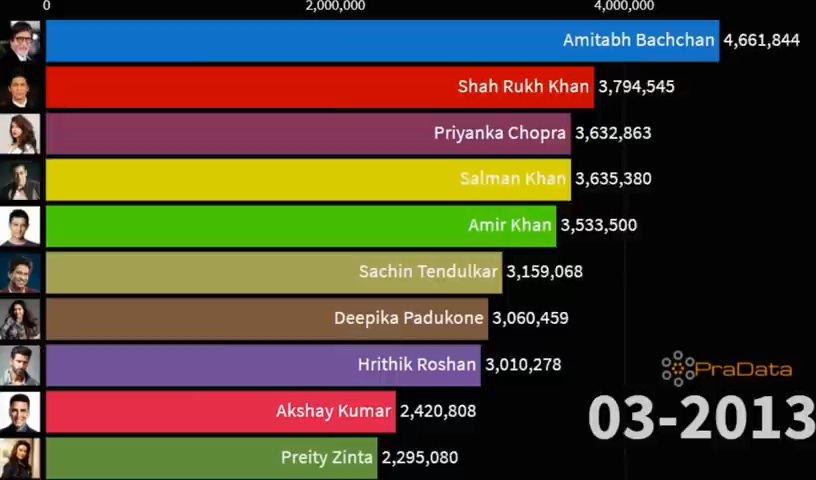 0 2,000,000 4,000,000
Amitabh Bachchan 4,661,844
Shah Rukh Khan 3,794,545
Priyanka Chopra 3,632,863
Salman Khan 3,635,380
Amir Khan 3,533,500
Sachin Tendulkar 3,159,068
Deepika Padukone 3,060,459
Hrithik Roshan 3,010,278
PraData
Akshay Kumar 2,420,808
03-2013
Preity Zinta 2,295,080